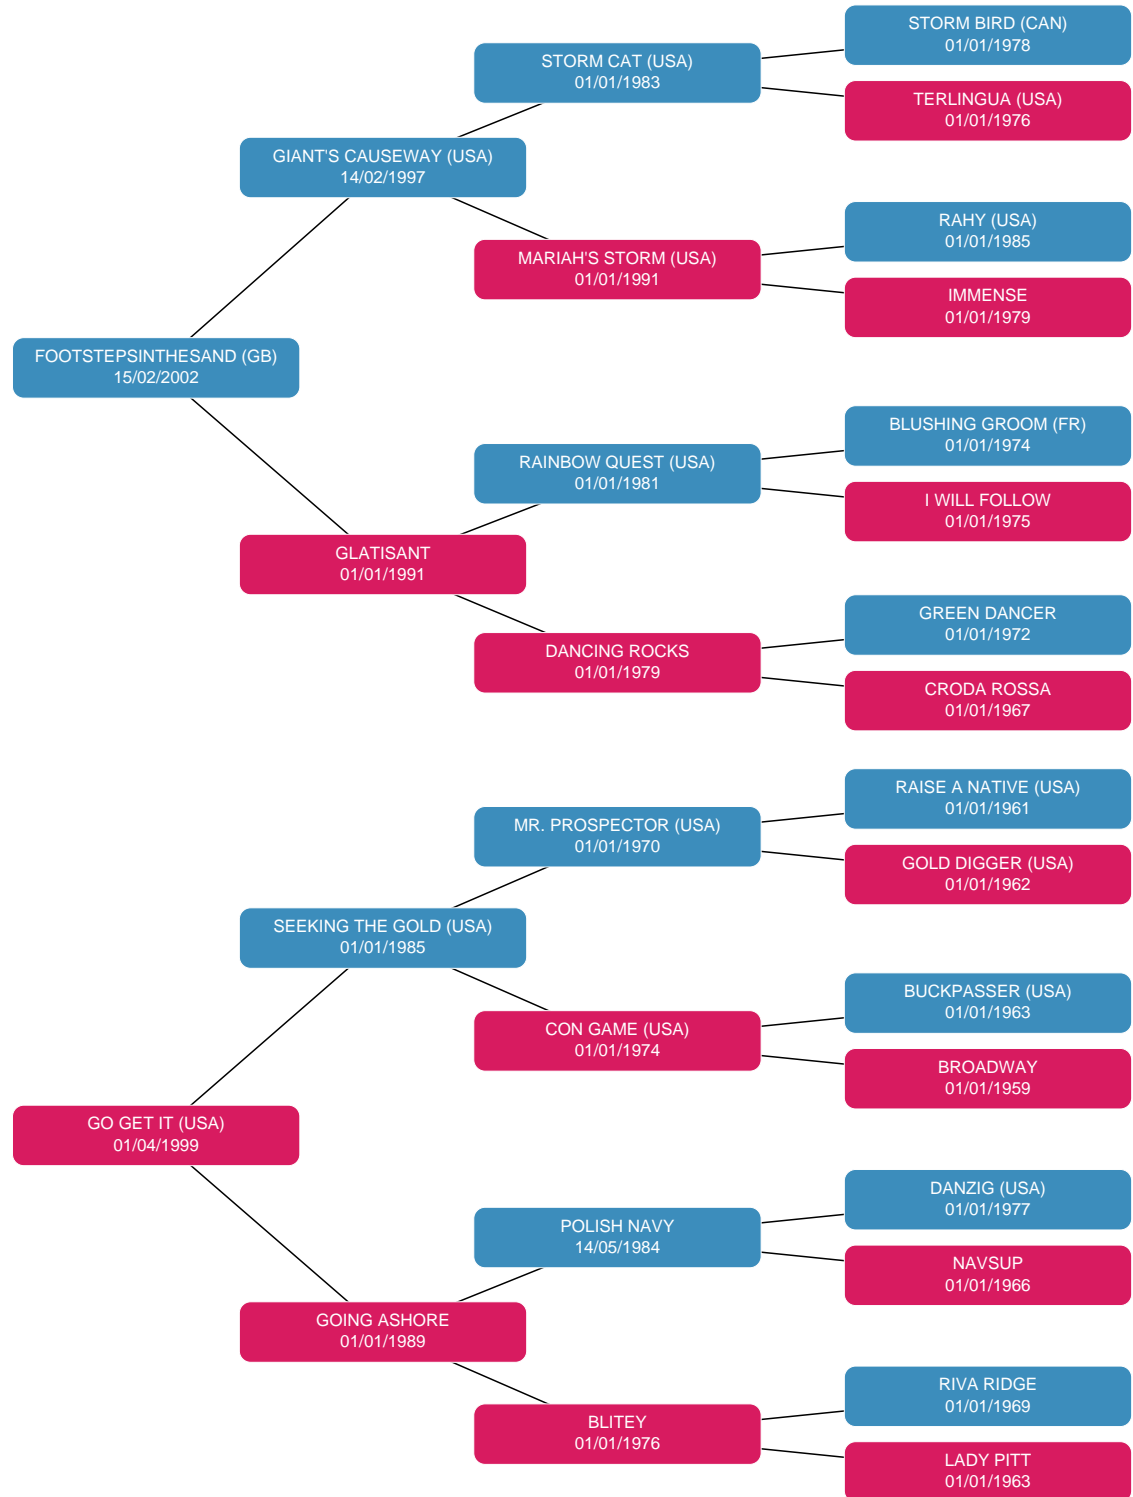 STORM BIRD (CAN)
01/01/1978
STORM CAT (USA)
01/01/1983
TERLINGUA (USA)
01/01/1976
GIANT'S CAUSEWAY (USA)
14/02/1997
RAHY (USA)
01/01/1985
MARIAH'S STORM (USA)
01/01/1991
IMMENSE
01/01/1979
FOOTSTEPSINTHESAND (GB)
15/02/2002
BLUSHING GROOM (FR)
01/01/1974
RAINBOW QUEST (USA)
01/01/1981
I WILL FOLLOW
01/01/1975
GLATISANT
01/01/1991
GREEN DANCER
01/01/1972
DANCING ROCKS
01/01/1979
CRODA ROSSA
01/01/1967
RAISE A NATIVE (USA)
01/01/1961
MR. PROSPECTOR (USA)
01/01/1970
GOLD DIGGER (USA)
01/01/1962
SEEKING THE GOLD (USA)
01/01/1985
BUCKPASSER (USA)
01/01/1963
CON GAME (USA)
01/01/1974
BROADWAY
01/01/1959
GO GET IT (USA)
01/04/1999
DANZIG (USA)
01/01/1977
POLISH NAVY
14/05/1984
NAVSUP
01/01/1966
GOING ASHORE
01/01/1989
RIVA RIDGE
01/01/1969
BLITEY
01/01/1976
LADY PITT
01/01/1963